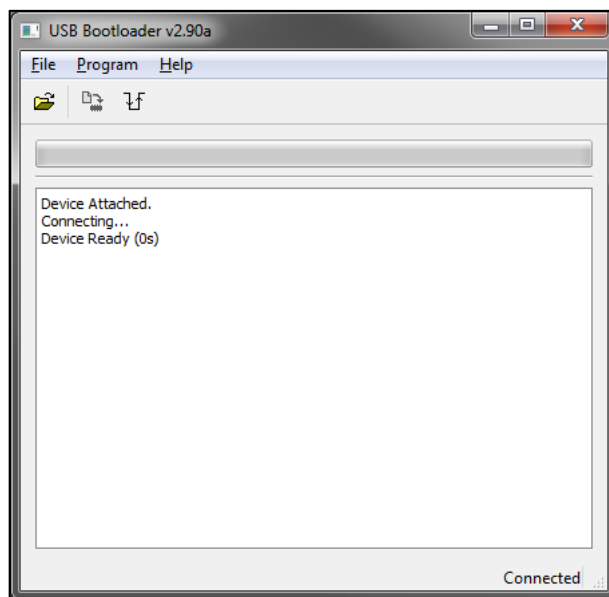 USB Bootloader v2.90a
File Program Help
Device Attached.
Connecting...
Device Ready (0s)
Connected